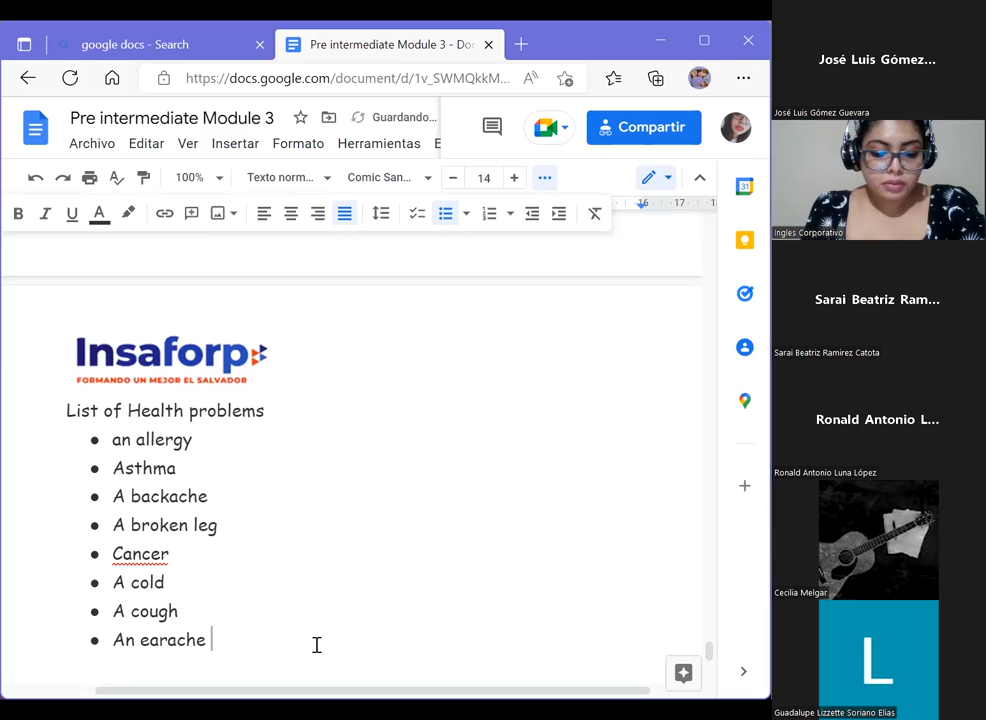 google docs - Search
Pre intermediate Module 3 - Doc
https://docs.google.com/document/d/1v_SWMQkkM...
Pre intermediate Module 3
Guardando...
Compartir
Archivo Editar Ver Insertar Formato Herramientas E
100% Texto norm... Comic San... 14
16 17
Insaforp
FORMANDO UN MEJOR EL SALVADOR
List of Health problems
● an allergy
● Asthma
● A backache
● A broken leg
● Cancer
● A cold
● A cough
● An earache
31
José Luis Gómez...
José Luis Gómez Guevara
Ingles Corporativo
Sarai Beatriz Ram...
Sarai Beatriz Ramirez Catota
Ronald Antonio L...
Ronald Antonio Luna López
Cecilia Melgar
L
Guadalupe Lizzette Soriano Elias